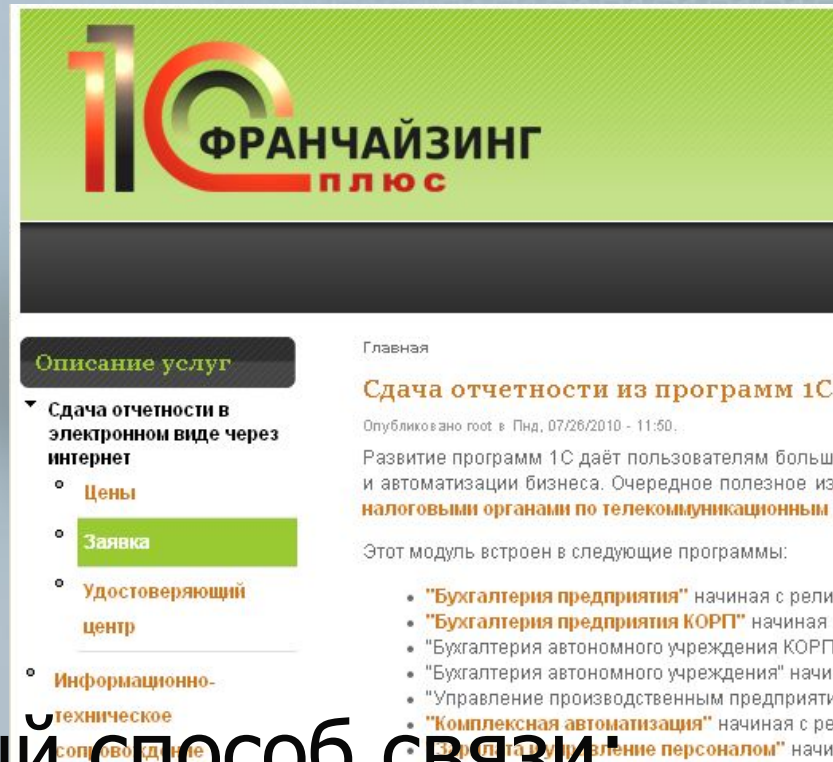 1С
ФРАНЧАЙЗИНГ
ПЛЮС
Описание услуг
Сдача отчетности в
электронном виде через
интернет
Цены
Заявка
Удостоверяющий
центр
Информационно-
техническое
сопровождение
Главная
Сдача отчетности из программ 1С
Опубликовано root в Пнд, 07/26/2010 - 11:50.
Развитие программ 1С даёт пользователям больш
и автоматизации бизнеса. Очередное полезное из
налоговыми органами по телекоммуникационным
Этот модуль встроен в следующие программы:
"Бухгалтерия предприятия" начиная с рели
"Бухгалтерия предприятия КОРП" начиная
"Бухгалтерия автономного учреждения КОРП
"Бухгалтерия автономного учреждения" начи
"Управление производственным предприяти
"Комплексная автоматизация" начиная с ре
"Зарплата и управление персоналом" начи
ый способ связи: